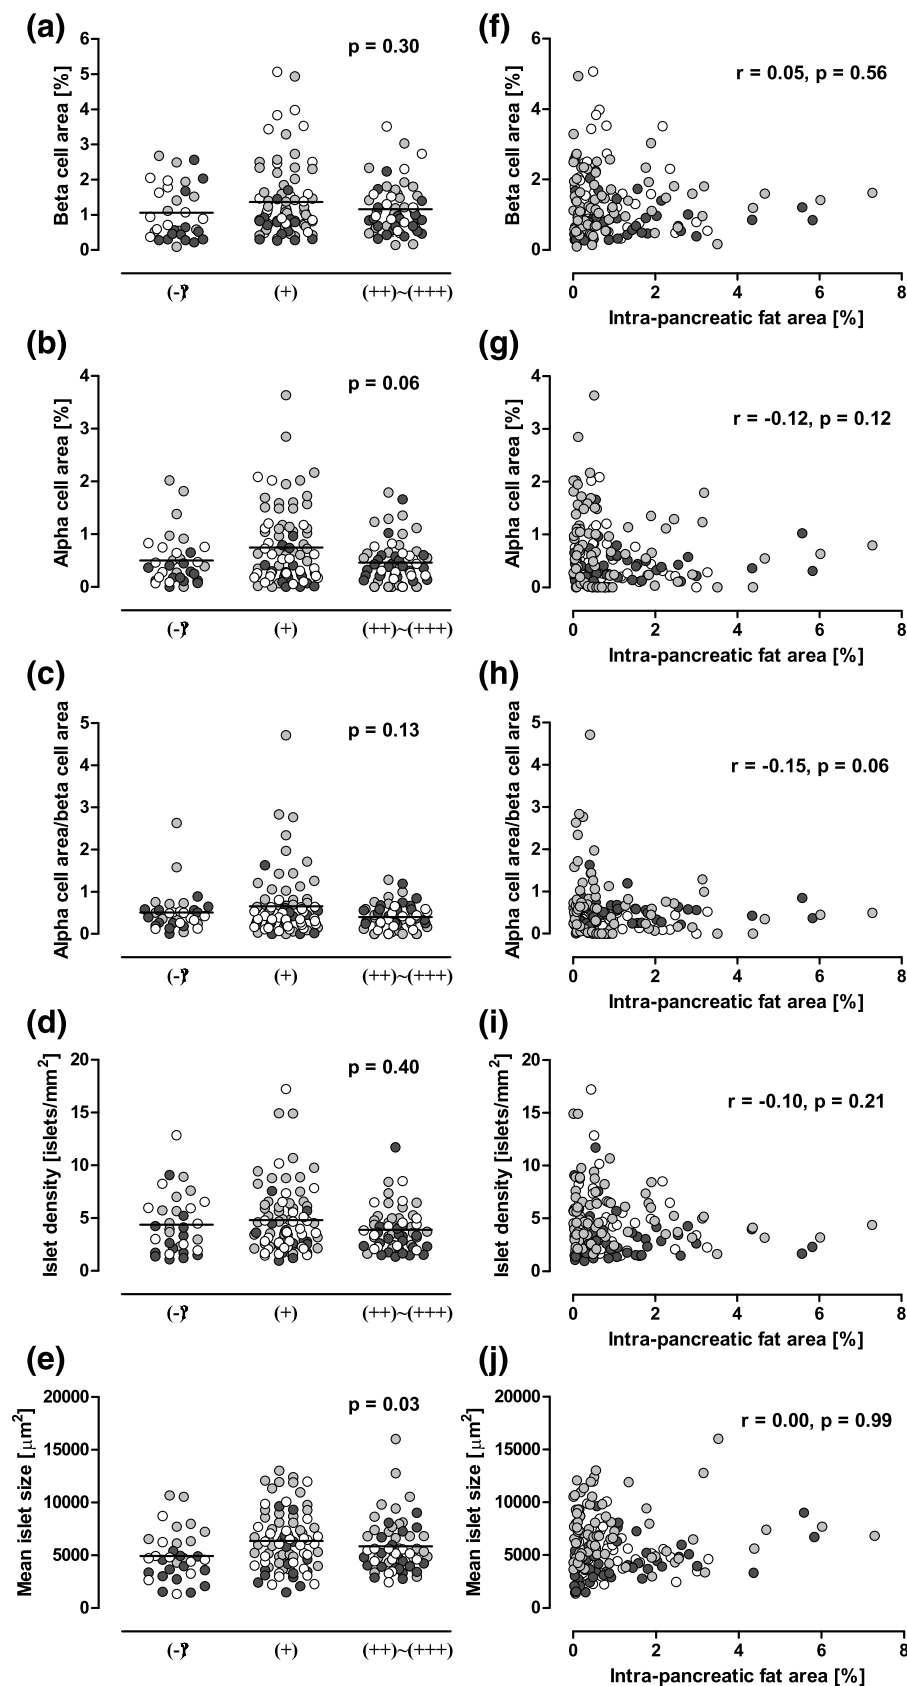 (a)
Beta cell area [%]
6
5
4
3
2
1
0
p = 0.30
(+)
(++)~(+++)
(f)
Beta cell area [%]
6
4
2
0
r = 0.05, p = 0.56
0 2 4 6 8
Intra-pancreatic fat area [%]
(b)
Alpha cell area [%]
4
3
2
1
0
p = 0.06
(+)
(++)~(+++)
(g)
Alpha cell area [%]
4
3
2
1
0
r = -0.12, p = 0.12
0 2 4 6 8
Intra-pancreatic fat area [%]
(c)
Alpha cell area/beta cell area
5
4
3
2
1
0
p = 0.13
(+)
(++)~(+++)
(h)
Alpha cell area/beta cell area
5
4
3
2
1
0
r = -0.15, p = 0.06
0 2 4 6 8
Intra-pancreatic fat area [%]
(d)
Islet density [islets/mm²]
20
15
10
5
0
p = 0.40
(+)
(++)~(+++)
(i)
Islet density [islets/mm²]
20
15
10
5
0
r = -0.10, p = 0.21
0 2 4 6 8
Intra-pancreatic fat area [%]
(e)
Mean islet size [μm²]
20000
15000
10000
5000
0
p = 0.03
(+)
(++)~(+++)
(j)
Mean islet size [μm²]
20000
15000
10000
5000
0
r = 0.00, p = 0.99
0 2 4 6 8
Intra-pancreatic fat area [%]